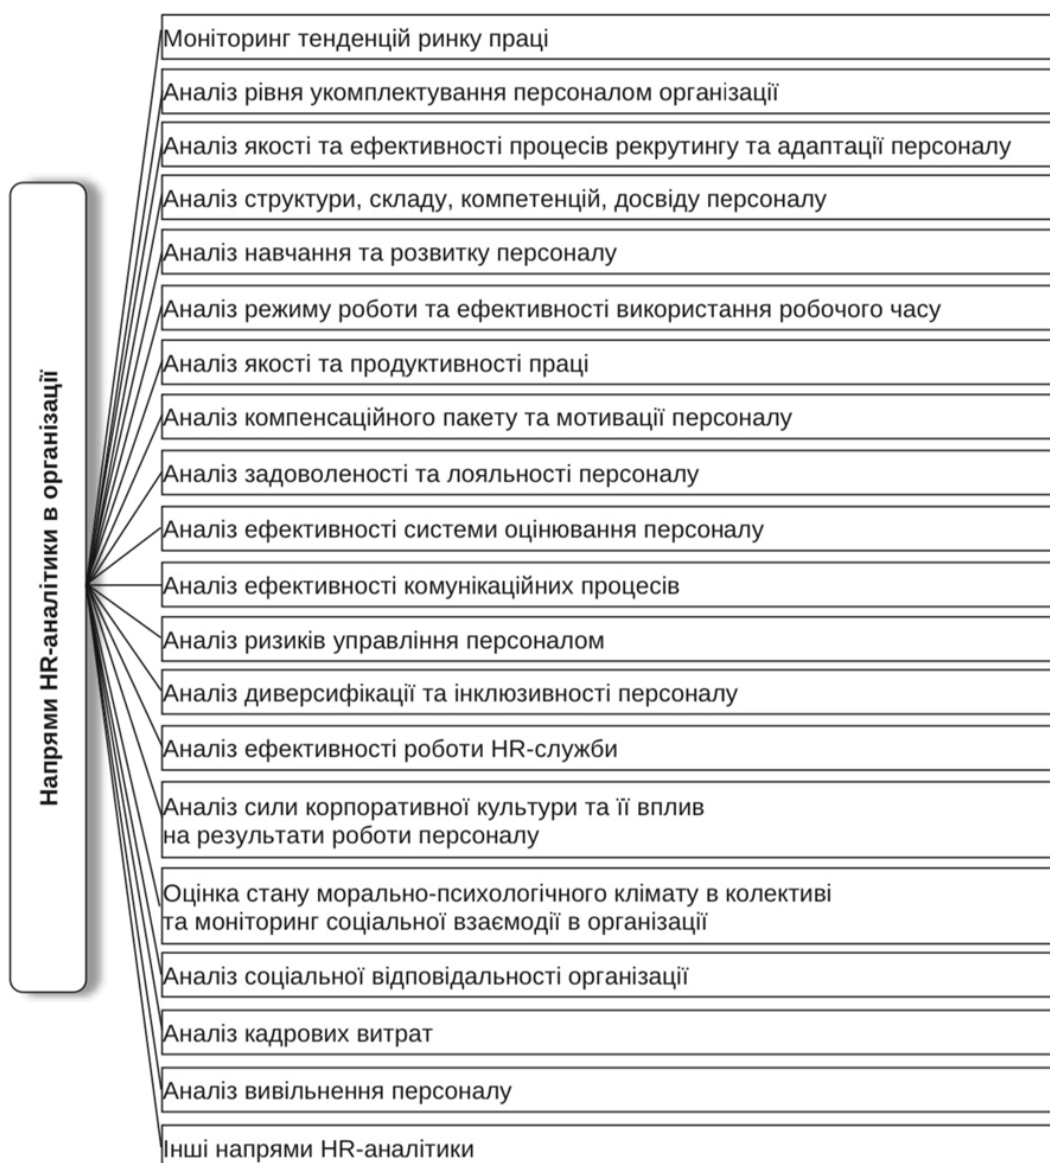 Напрями HR-аналітики в організації
Моніторинг тенденцій ринку праці
Аналіз рівня укомплектування персоналом організації
Аналіз якості та ефективності процесів рекрутингу та адаптації персоналу
Аналіз структури, складу, компетенцій, досвіду персоналу
Аналіз навчання та розвитку персоналу
Аналіз режиму роботи та ефективності використання робочого часу
Аналіз якості та продуктивності праці
Аналіз компенсаційного пакету та мотивації персоналу
Аналіз задоволеності та лояльності персоналу
Аналіз ефективності системи оцінювання персоналу
Аналіз ефективності комунікаційних процесів
Аналіз ризиків управління персоналом
Аналіз диверсифікації та інклюзивності персоналу
Аналіз ефективності роботи HR-служби
Аналіз сили корпоративної культури та її вплив
на результати роботи персоналу
Оцінка стану морально-психологічного клімату в колективі
та моніторинг соціальної взаємодії в організації
Аналіз соціальної відповідальності організації
Аналіз кадрових витрат
Аналіз вивільнення персоналу
Інші напрями HR-аналітики